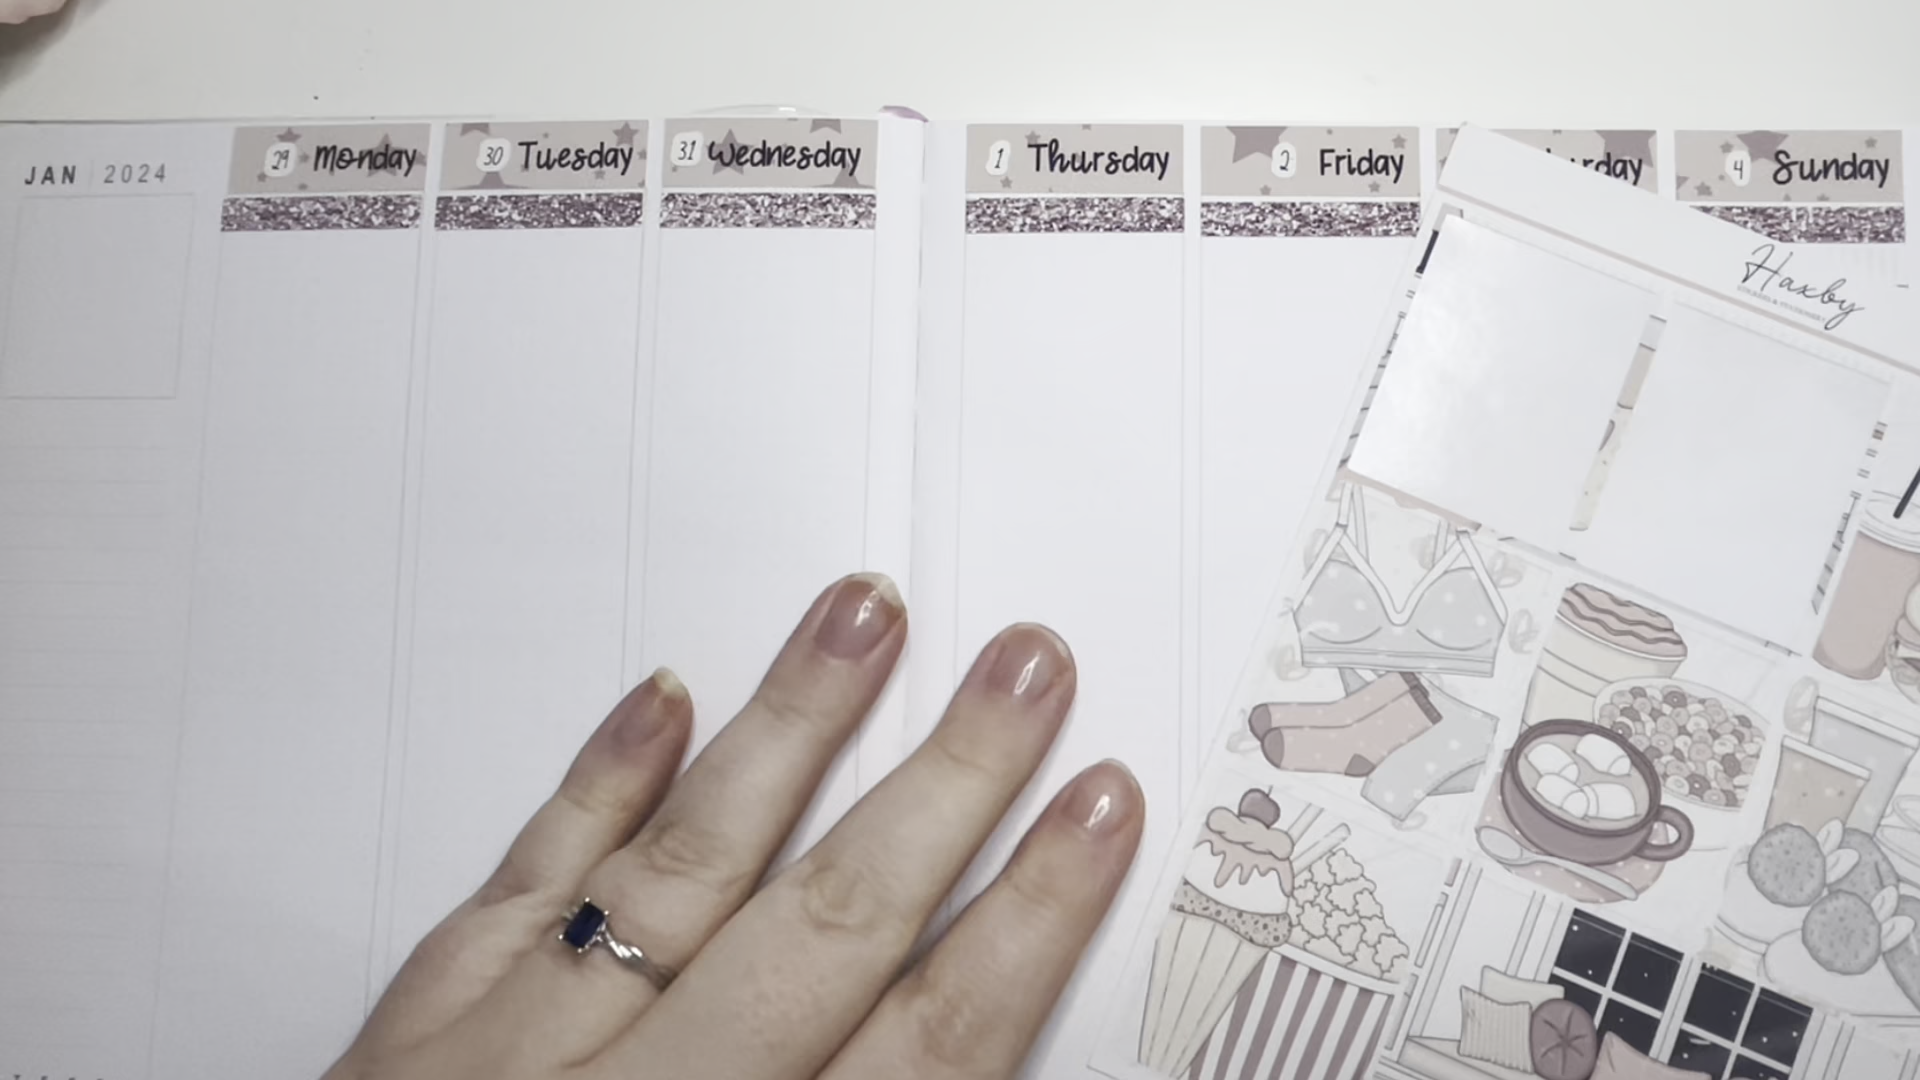 JAN 2024
29 Monday
30 Tuesday
31 Wednesday
1 Thursday
2 Friday
4 Sunday
Haxby